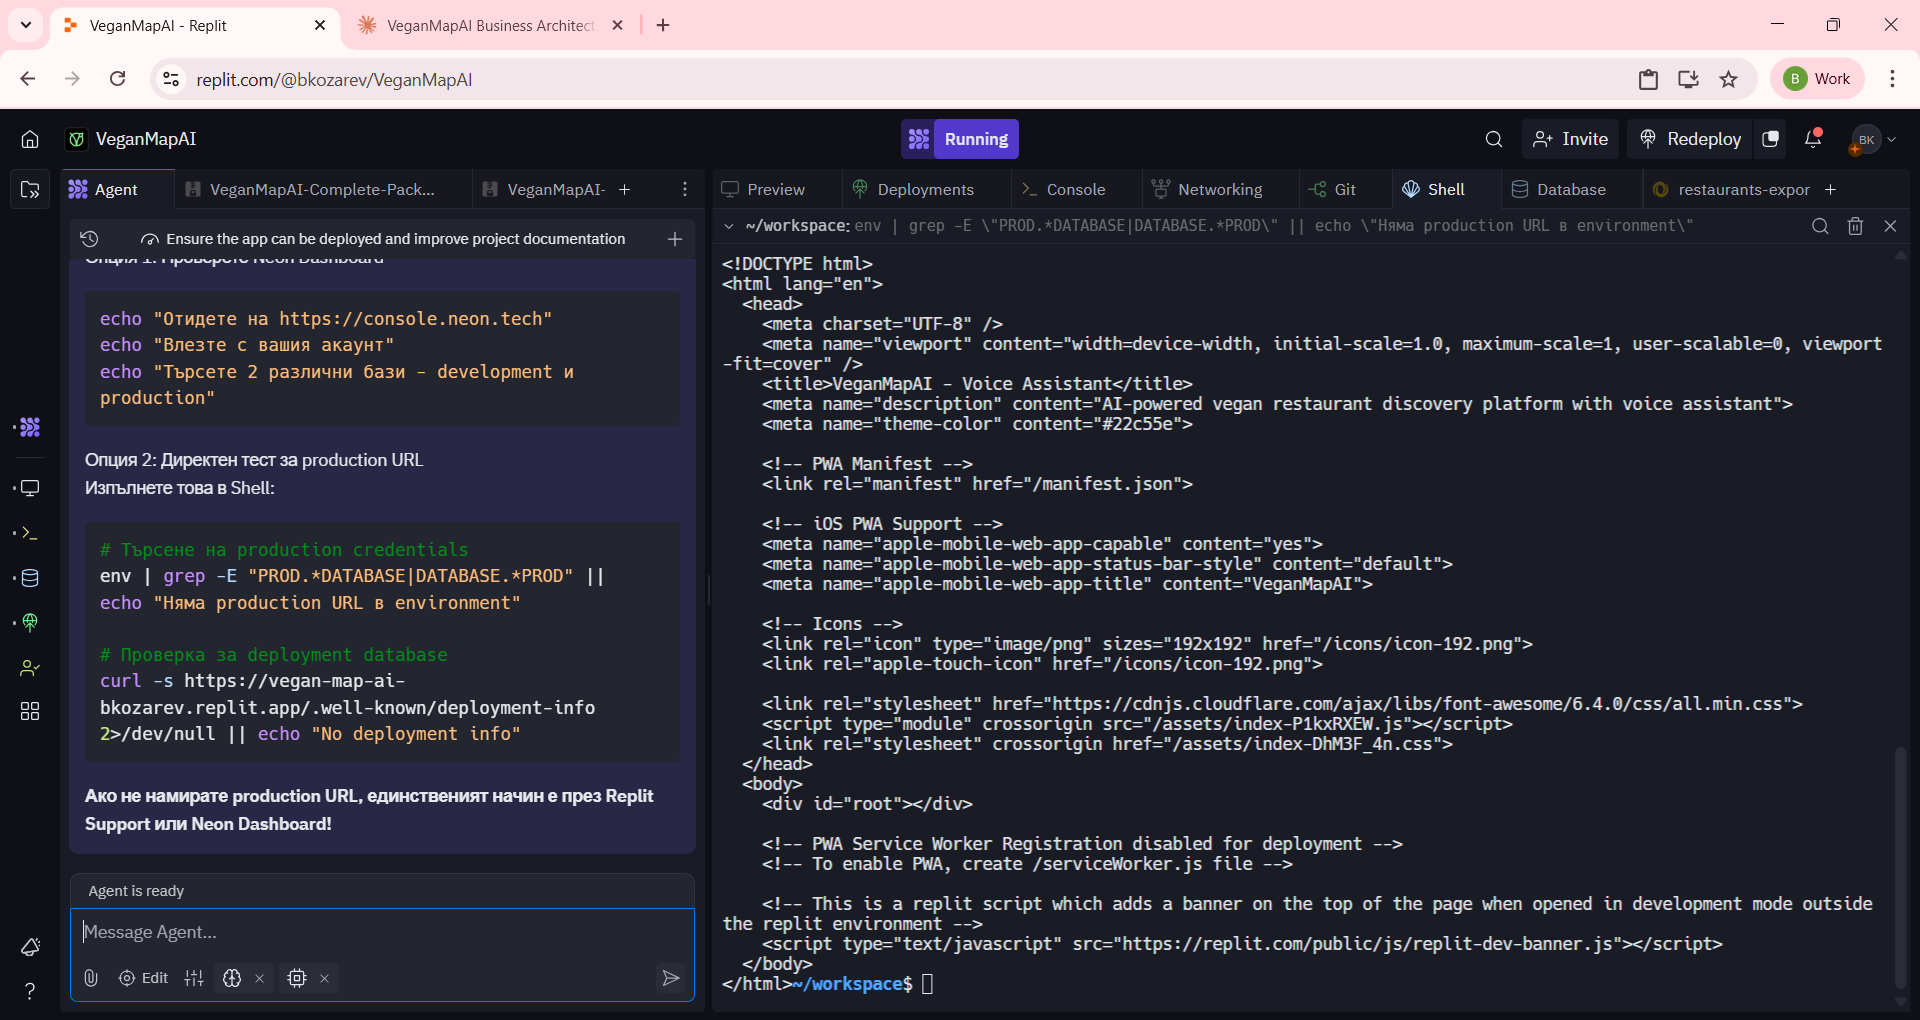 VeganMapAI - Replit
VeganMapAI Business Architect
replit.com/@bkozarev/VeganMapAI
B
Work
VeganMapAI
Running
Invite
Redeploy
BK
Agent
VeganMapAI-Complete-Pack...
VeganMapAI-
Preview
Deployments
Console
Networking
Git
Shell
Database
restaurants-expor
Ensure the app can be deployed and improve project documentation
Опция 1: Проверете Neon Dashboard
echo "Отидете на https://console.neon.tech"
echo "Влезте с вашия акаунт"
echo "Търсете 2 различни бази - development и
production"
Опция 2: Директен тест за production URL
Изпълнете това в Shell:
# Търсене на production credentials
env | grep -E "PROD.*DATABASE|DATABASE.*PROD" ||
echo "Няма production URL в environment"
# Проверка за deployment database
curl -s https://vegan-map-ai-
bkozarev.replit.app/.well-known/deployment-info
2>/dev/null || echo "No deployment info"
Ако не намирате production URL, единственият начин е през Replit
Support или Neon Dashboard!
Agent is ready
Message Agent...
Edit
~/workspace: env | grep -E \"PROD.*DATABASE|DATABASE.*PROD\" || echo \"Няма production URL в environment\"
<!DOCTYPE html>
<html lang="en">
<head>
<meta charset="UTF-8" />
<meta name="viewport" content="width=device-width, initial-scale=1.0, maximum-scale=1, user-scalable=0, viewport
-fit=cover" />
<title>VeganMapAI - Voice Assistant</title>
<meta name="description" content="AI-powered vegan restaurant discovery platform with voice assistant">
<meta name="theme-color" content="#22c55e">
<!-- PWA Manifest -->
<link rel="manifest" href="/manifest.json">
<!-- iOS PWA Support -->
<meta name="apple-mobile-web-app-capable" content="yes">
<meta name="apple-mobile-web-app-status-bar-style" content="default">
<meta name="apple-mobile-web-app-title" content="VeganMapAI">
<!-- Icons -->
<link rel="icon" type="image/png" sizes="192x192" href="/icons/icon-192.png">
<link rel="apple-touch-icon" href="/icons/icon-192.png">
<link rel="stylesheet" href="https://cdnjs.cloudflare.com/ajax/libs/font-awesome/6.4.0/css/all.min.css">
<script type="module" crossorigin src="/assets/index-P1kxRXEW.js"></script>
<link rel="stylesheet" crossorigin href="/assets/index-DhM3F_4n.css">
</head>
<body>
<div id="root"></div>
<!-- PWA Service Worker Registration disabled for deployment -->
<!-- To enable PWA, create /serviceWorker.js file -->
<!-- This is a replit script which adds a banner on the top of the page when opened in development mode outside
the replit environment -->
<script type="text/javascript" src="https://replit.com/public/js/replit-dev-banner.js"></script>
</body>
</html>~/workspace$